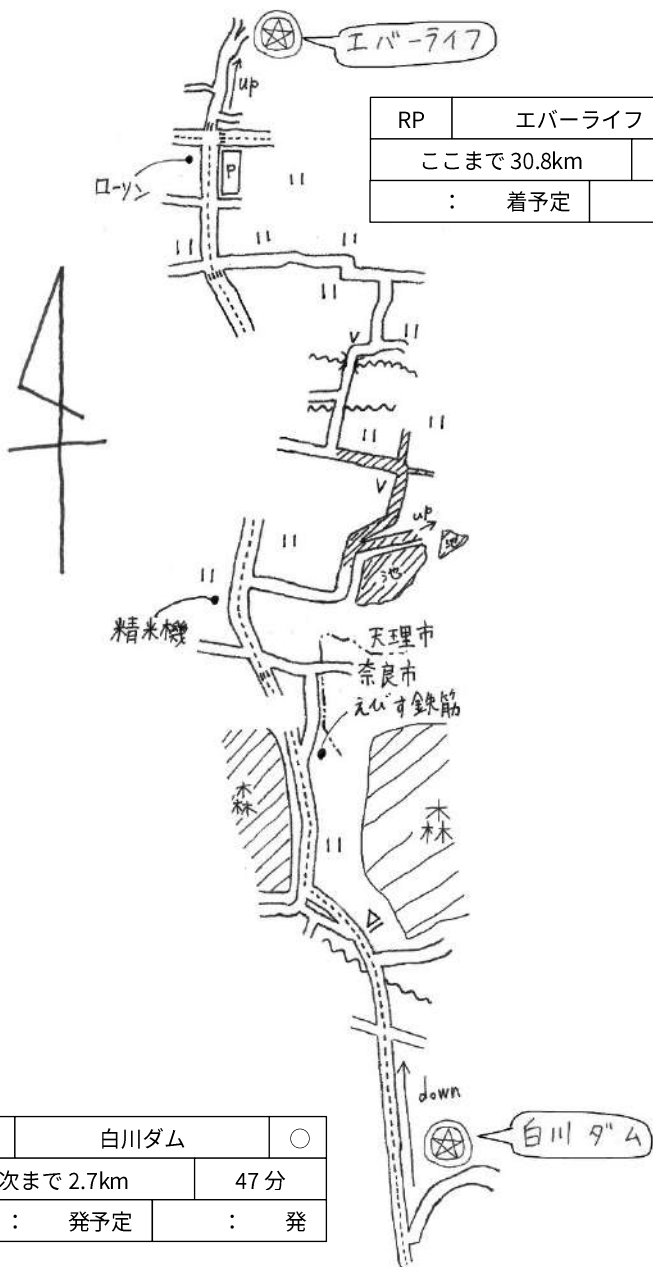 エバーライフ
up
RP エバーライフ
ここまで 30.8km
: 着予定
P
ローソン
V
V
up
池
池
精米機
天理市
奈良市
えびす鉄筋
森
森
down
白川ダム
白川ダム ○
次まで 2.7km 47 分
: 発予定 : 発